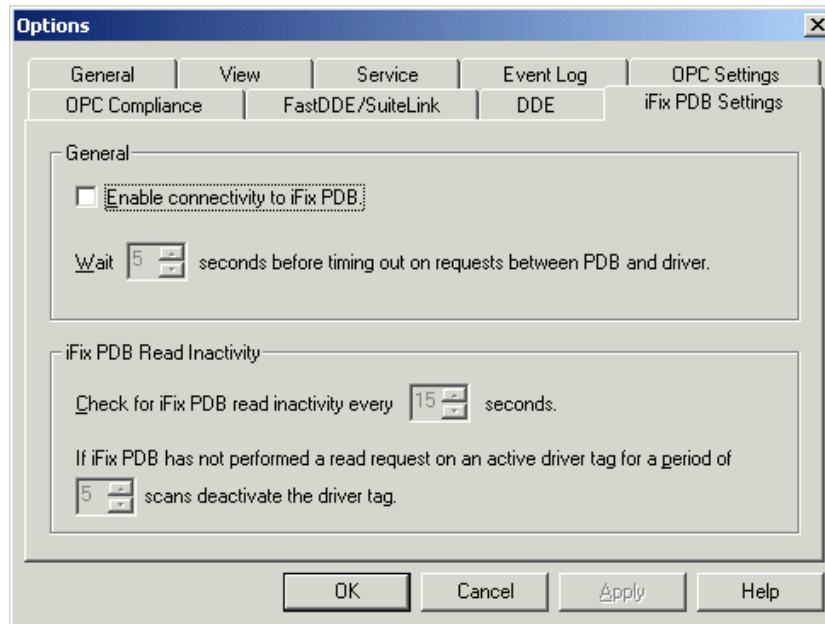 Options
General View Service Event Log OPC Settings
OPC Compliance FastDDE/SuiteLink DDE iFix PDB Settings
General
Enable connectivity to iFix PDB.
Wait 5 seconds before timing out on requests between PDB and driver.
iFix PDB Read Inactivity
Check for iFix PDB read inactivity every 15 seconds.
If iFix PDB has not performed a read request on an active driver tag for a period of
5 scans deactivate the driver tag.
OK Cancel Apply Help